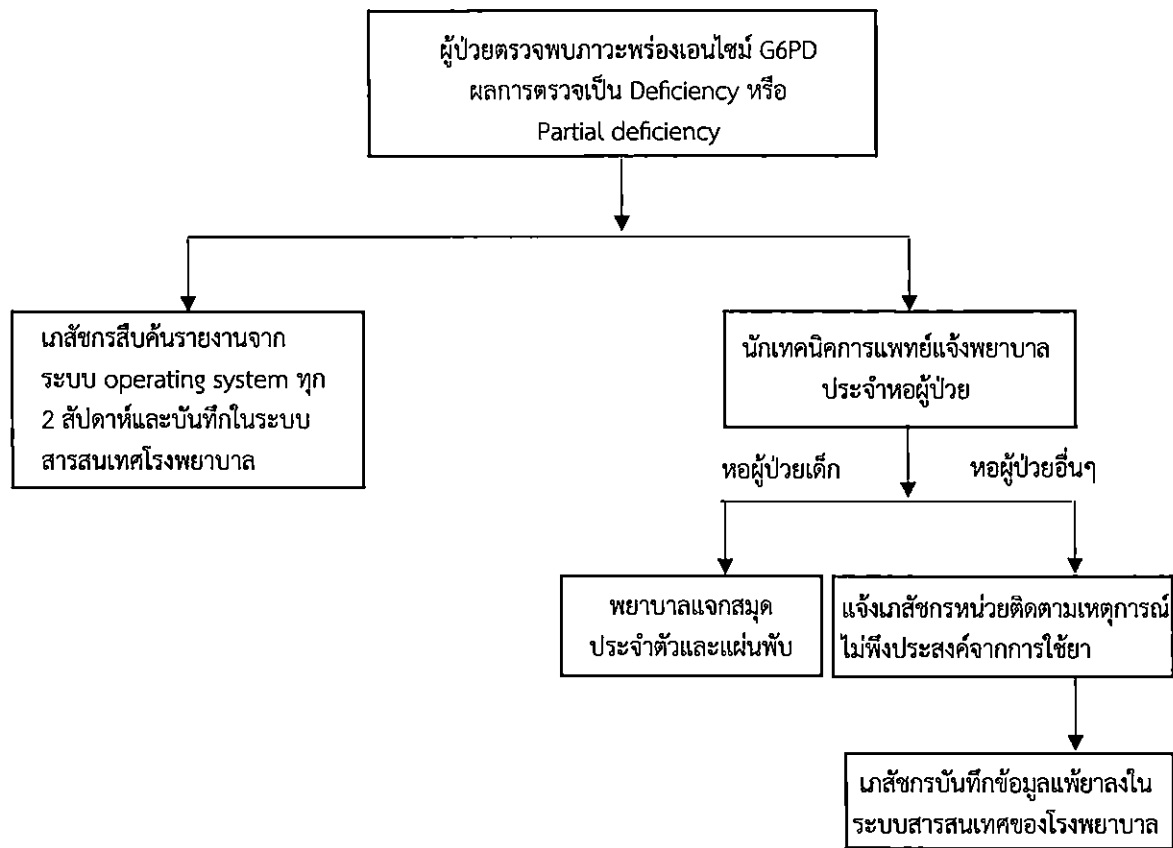 ผู้ป่วยตรวจพบภาวะพร่องเอนไซม์ G6PD
ผลการตรวจเป็น Deficiency หรือ
Partial deficiency
เภสัชกรสืบค้นรายงานจาก
ระบบ operating system ทุก
2 สัปดาห์และบันทึกในระบบ
สารสนเทศโรงพยาบาล
นักเทคนิคการแพทย์แจ้งพยาบาล
ประจำหอผู้ป่วย
หอผู้ป่วยเด็ก
หอผู้ป่วยอื่นๆ
พยาบาลแจกสมุด
ประจำตัวและแผ่นพับ
แจ้งเภสัชกรหน่วยติดตามเหตุการณ์
ไม่พึงประสงค์จากการใช้ยา
เภสัชกรบันทึกข้อมูลแพ้ยาลงใน
ระบบสารสนเทศของโรงพยาบาล